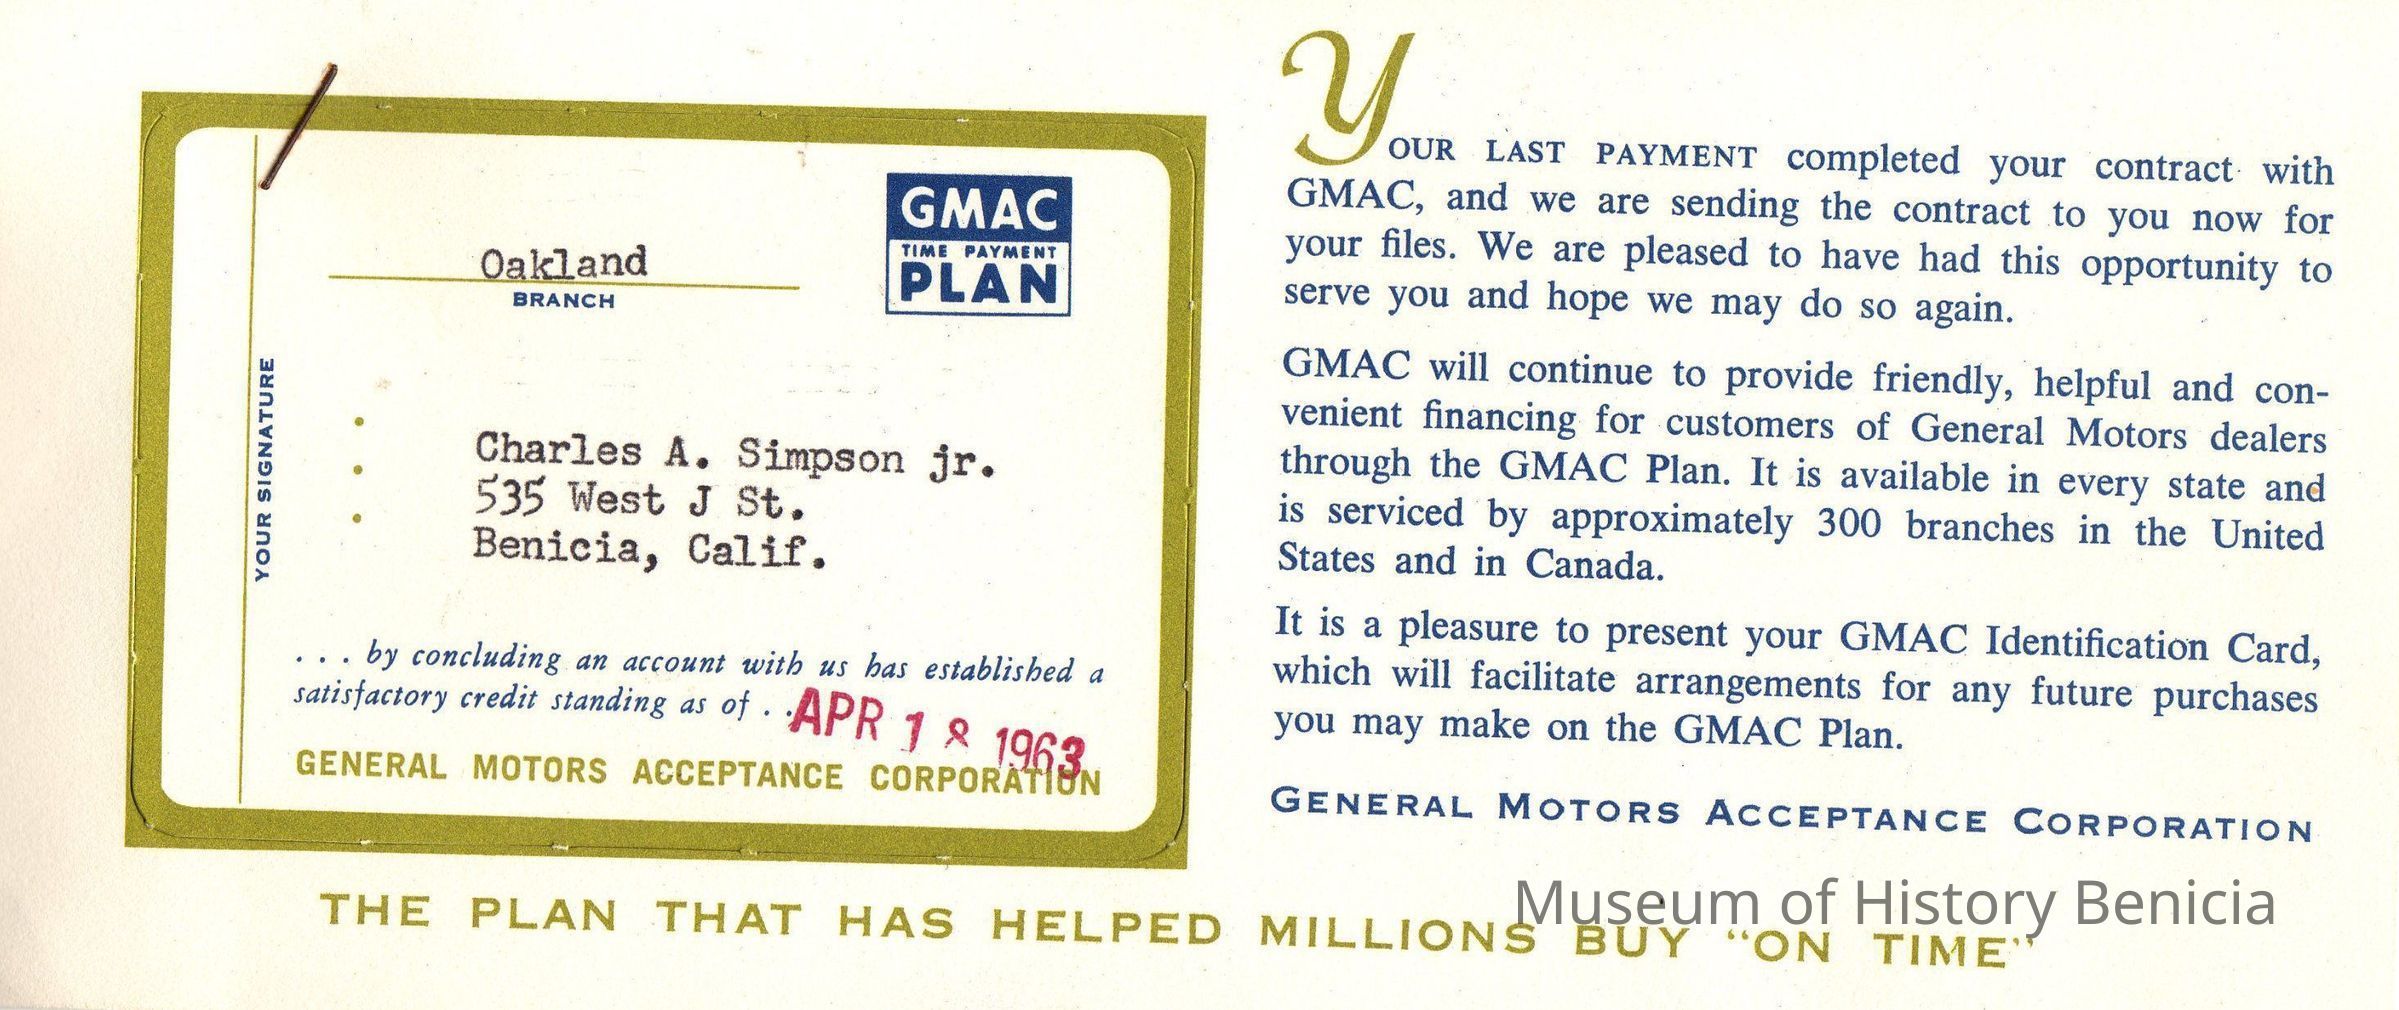 Oakland
BRANCH
GMAC
TIME PAYMENT
PLAN
YOUR SIGNATURE
Charles A. Simpson jr.
535 West J St.
Benicia, Calif.
. . . by concluding an account with us has established a
satisfactory credit standing as of . .
APR 18 1963
GENERAL MOTORS ACCEPTANCE CORPORATION
YOUR LAST PAYMENT completed your contract with
GMAC, and we are sending the contract to you now for
your files. We are pleased to have had this opportunity to
serve you and hope we may do so again.
GMAC will continue to provide friendly, helpful and con-
venient financing for customers of General Motors dealers
through the GMAC Plan. It is available in every state and
is serviced by approximately 300 branches in the United
States and in Canada.
It is a pleasure to present your GMAC Identification Card,
which will facilitate arrangements for any future purchases
you may make on the GMAC Plan.
GENERAL MOTORS ACCEPTANCE CORPORATION
Museum of History Benicia
THE PLAN THAT HAS HELPED MILLIONS BUY “ON TIME”